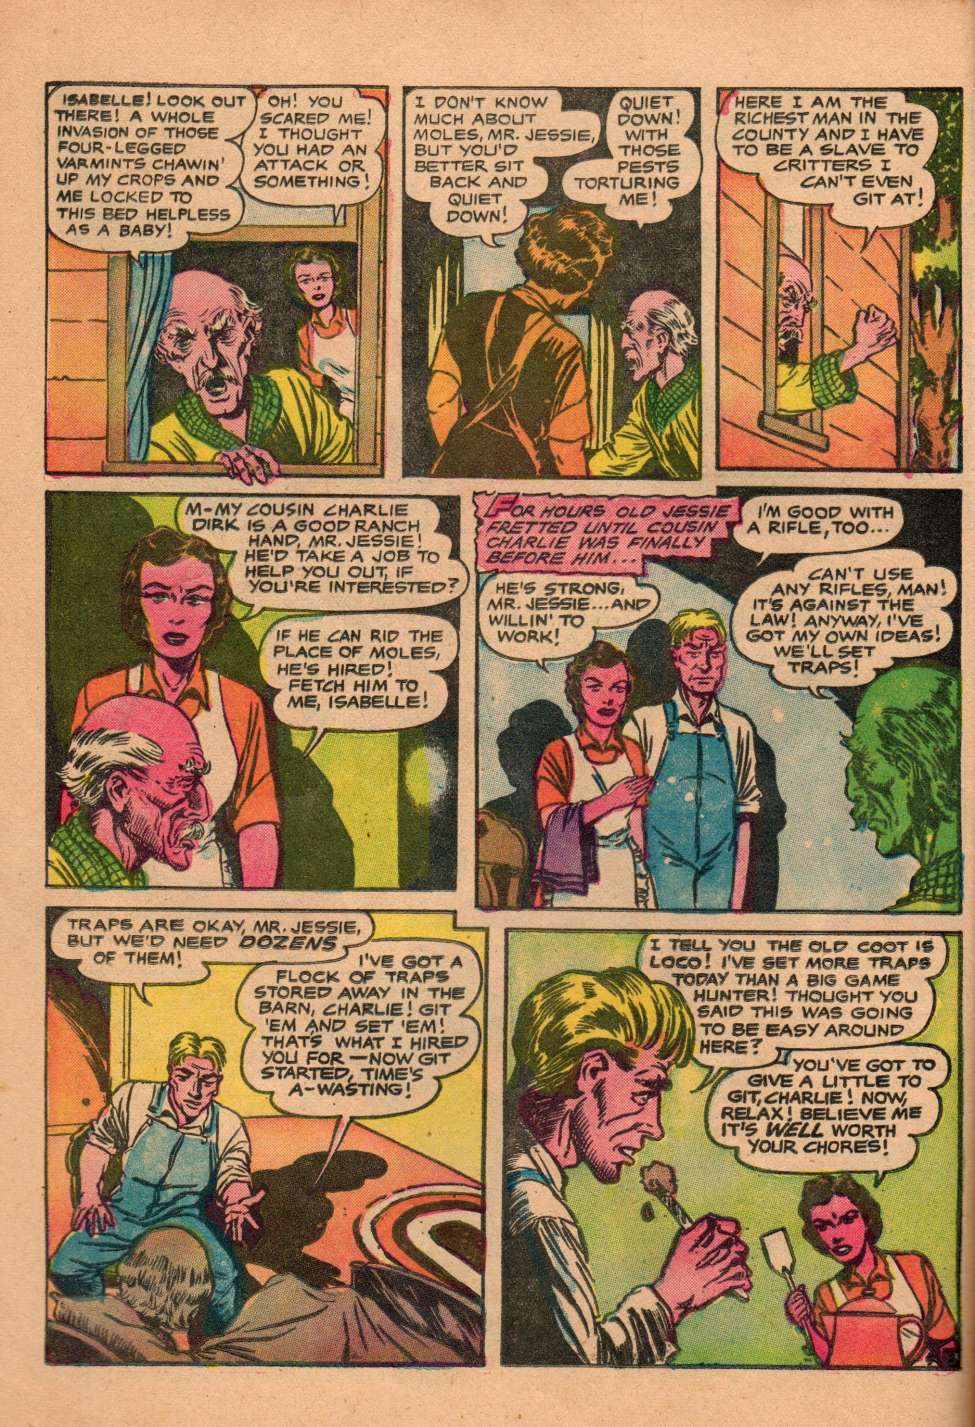 ISABELLE! LOOK OUT
THERE! A WHOLE
INVASION OF THOSE
FOUR-LEGGED
VARMINTS CHAWIN'
UP MY CROPS AND
ME LOCKED TO
THIS BED HELPLESS
AS A BABY!
OH! YOU
SCARED ME!
I THOUGHT
YOU HAD AN
ATTACK OR
SOMETHING!
I DON'T KNOW
MUCH ABOUT
MOLES, MR. JESSIE,
BUT YOU'D
BETTER SIT
BACK AND
QUIET
DOWN!
QUIET
DOWN!
WITH
THOSE
PESTS
TORTURING
ME!
HERE I AM THE
RICHEST MAN IN THE
COUNTY AND I HAVE
TO BE A SLAVE TO
CRITTERS I
CAN'T EVEN
GIT AT!
M-MY COUSIN CHARLIE
DIRK IS A GOOD RANCH
HAND, MR. JESSIE!
HE'D TAKE A JOB TO
HELP YOU OUT, IF
YOU'RE INTERESTED?
IF HE CAN RID THE
PLACE OF MOLES,
HE'S HIRED!
FETCH HIM TO
ME, ISABELLE!
FOR HOURS OLD JESSIE
FRETTED UNTIL COUSIN
CHARLIE WAS FINALLY
BEFORE HIM...
HE'S STRONG,
MR. JESSIE...AND
WILLIN' TO
WORK!
I'M GOOD WITH
A RIFLE, TOO...
CAN'T USE
ANY RIFLES, MAN!
IT'S AGAINST THE
LAW! ANYWAY, I'VE
GOT MY OWN IDEAS!
WE'LL SET
TRAPS!
TRAPS ARE OKAY, MR. JESSIE,
BUT WE'D NEED DOZENS
OF THEM!
I'VE GOT A
FLOCK OF TRAPS
STORED AWAY IN THE
BARN, CHARLIE! GIT
'EM AND SET 'EM!
THAT'S WHAT I HIRED
YOU FOR—NOW GIT
STARTED, TIME'S
A-WASTING!
I TELL YOU THE OLD COOT IS
LOCO! I'VE SET MORE TRAPS
TODAY THAN A BIG GAME
HUNTER! THOUGHT YOU
SAID THIS WAS GOING
TO BE EASY AROUND
HERE?
YOU'VE GOT TO
GIVE A LITTLE TO
GIT, CHARLIE! NOW,
RELAX! BELIEVE ME
IT'S WELL WORTH
YOUR CHORES!